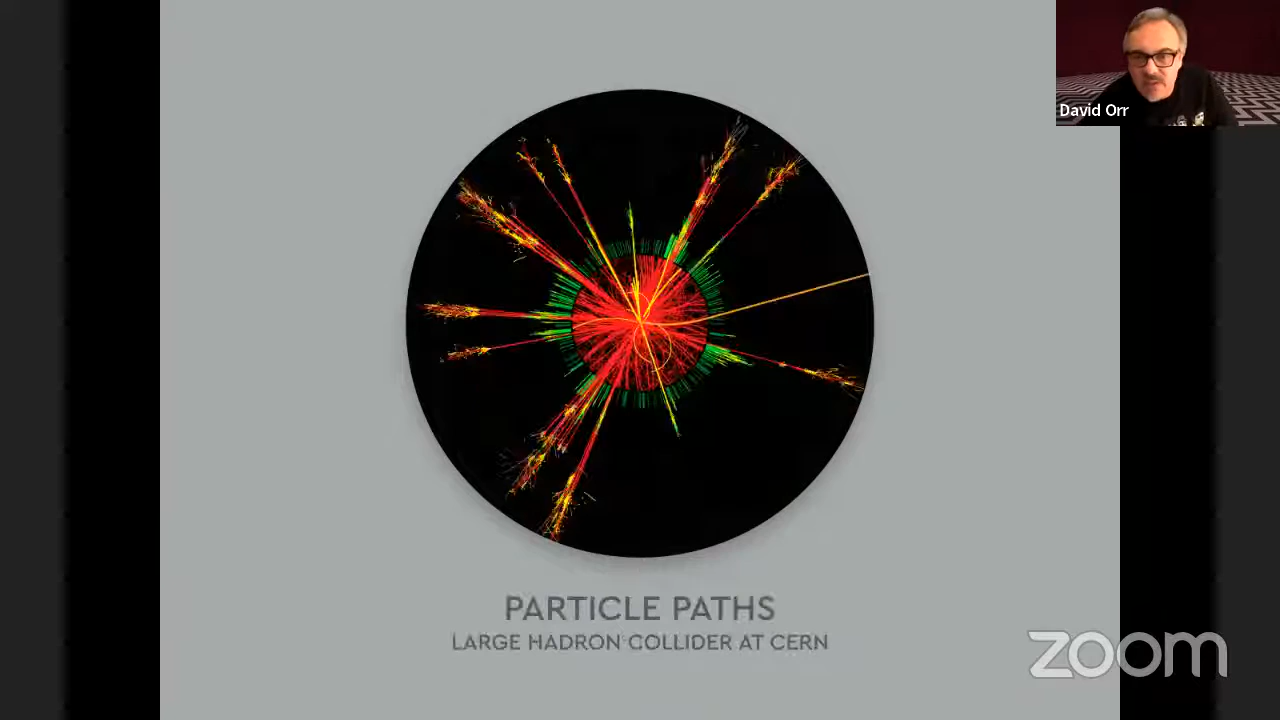 David Orr
PARTICLE PATHS
LARGE HADRON COLLIDER AT CERN
zoom